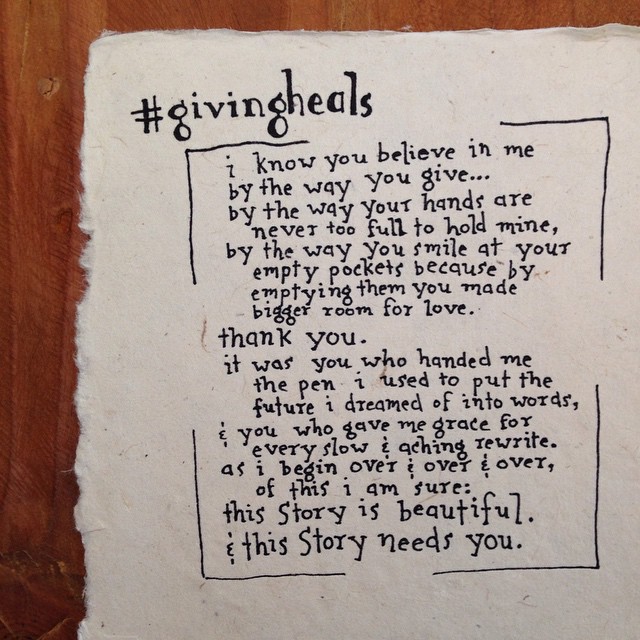 #givingheals
i know you believe in me
by the way you give...
by the way your hands are
never too full to hold mine,
by the way you smile at your
empty pockets because by
emptying them you made
bigger room for love.
thank you.
it was you who handed me
the pen i used to put the
future i dreamed of into words,
& you who gave me grace for
every slow & aching rewrite.
as i begin over & over & over,
of this i am sure:
this Story is beautiful.
& this Story needs you.